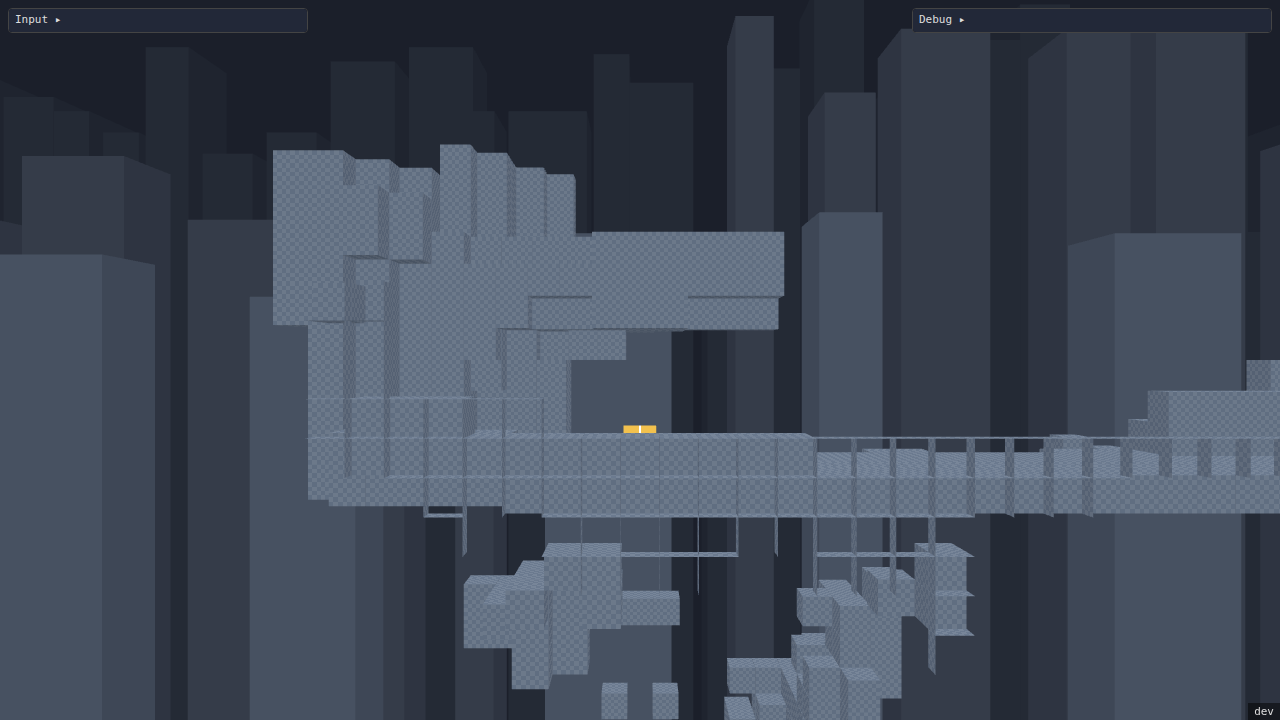 Input ▸
Debug ▸
dev